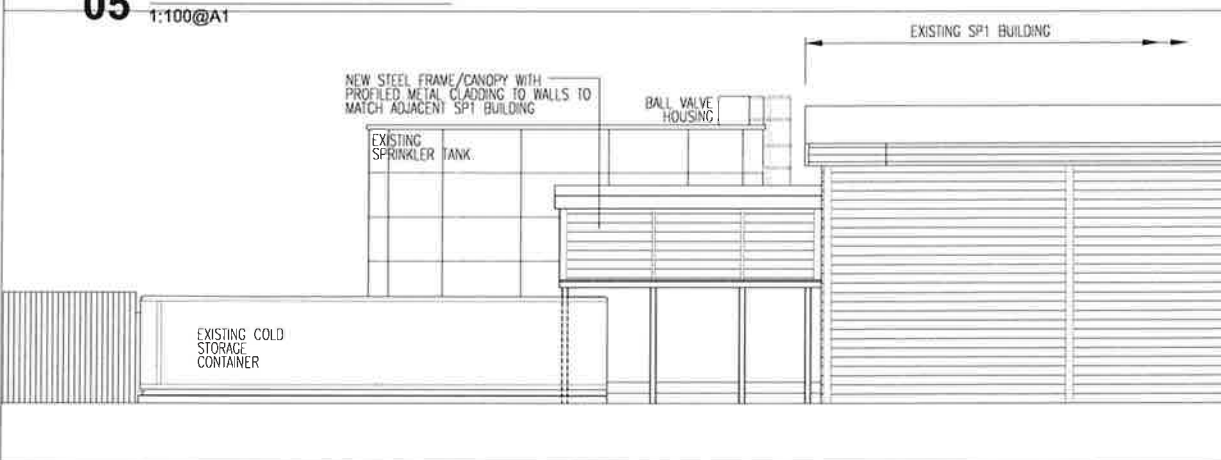 05
1:100@A1
EXISTING SP1 BUILDING
NEW STEEL FRAME/CANOPY WITH
PROFILED METAL CLADDING TO WALLS TO
MATCH ADJACENT SP1 BUILDING
BALL VALVE
HOUSING
EXISTING
SPRINKLER TANK
EXISTING COLD
STORAGE
CONTAINER